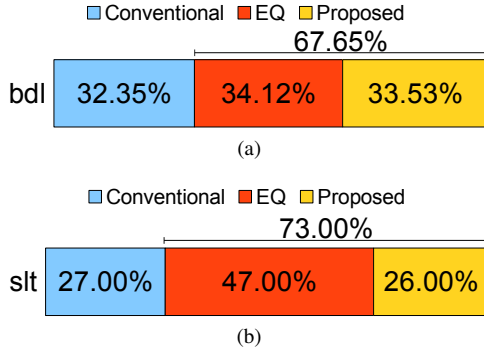 Conventional EQ Proposed
67.65%
bdl 32.35% 34.12% 33.53%
(a)
Conventional EQ Proposed
73.00%
slt 27.00% 47.00% 26.00%
(b)